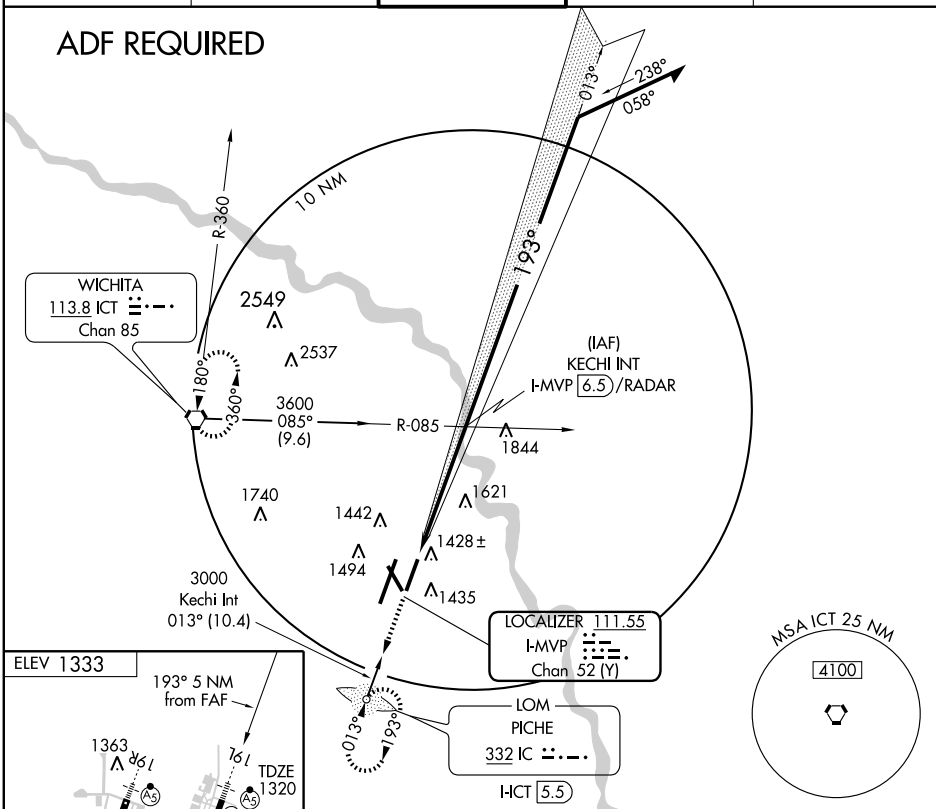 ADF REQUIRED
013°
238°
058°
R-360
10 NM
193°
WICHITA
113.8 ICT
Chan 85
2549
2537
(IAF)
KECHI INT
I-MVP 6.5 /RADAR
180°
360°
3600
085°
(9.6)
R-085
1844
1740
1442
1621
1494
1428 ±
1435
3000
Kechi Int
013° (10.4)
LOCALIZER 111.55
I-MVP
Chan 52 (Y)
MSA ICT 25 NM
4100
ELEV 1333
193° 5 NM
from FAF
013°
193°
LOM
PICHE
332 IC
I-ICT 5.5
1363
19R
19L
TDZE
1320
A5
A5